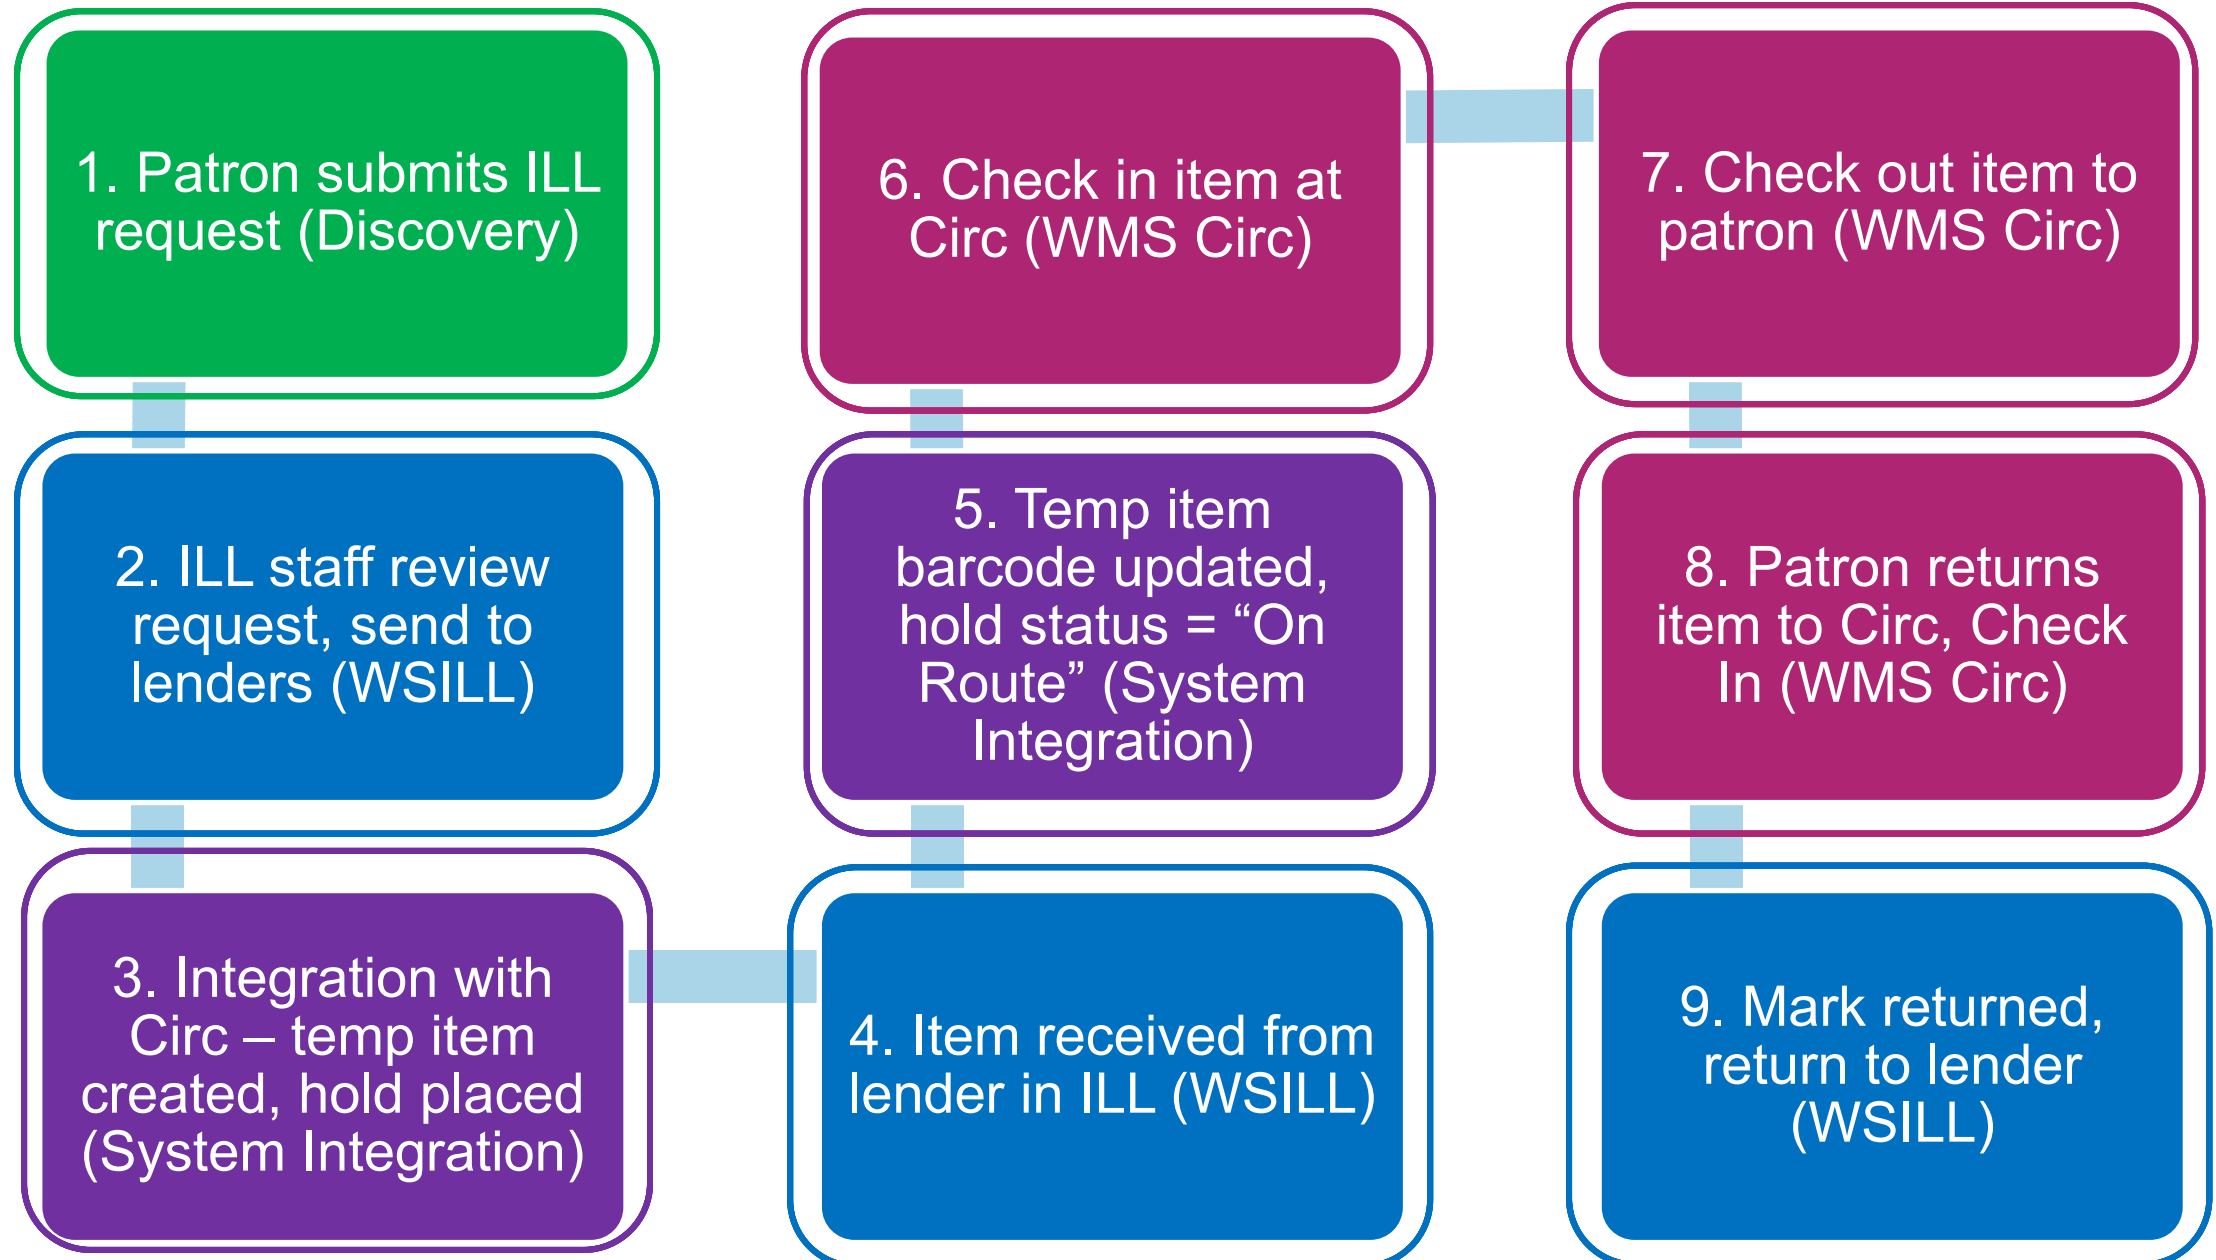 1. Patron submits ILL
request (Discovery)
2. ILL staff review
request, send to
lenders (WSILL)
3. Integration with
Circ – temp item
created, hold placed
(System Integration)
4. Item received from
lender in ILL (WSILL)
5. Temp item
barcode updated,
hold status = “On
Route” (System
Integration)
6. Check in item at
Circ (WMS Circ)
7. Check out item to
patron (WMS Circ)
8. Patron returns
item to Circ, Check
In (WMS Circ)
9. Mark returned,
return to lender
(WSILL)